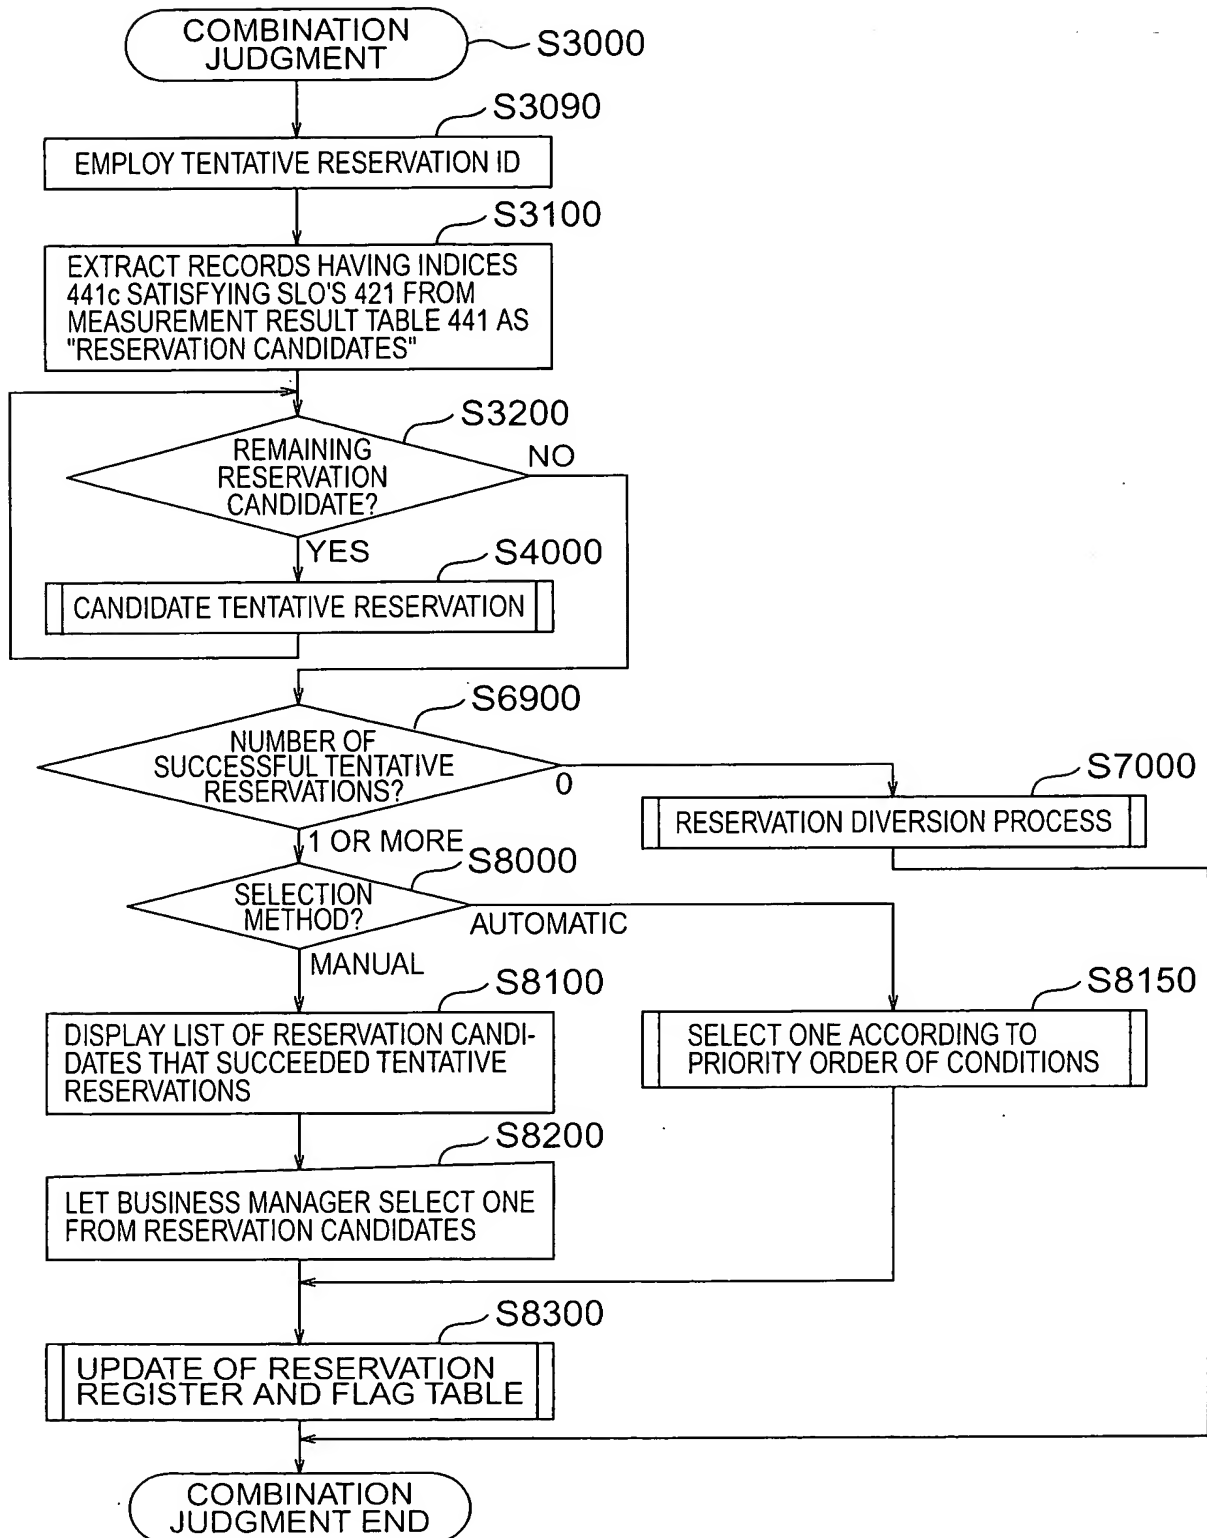 COMBINATION
JUDGMENT
S3000
S3090
EMPLOY TENTATIVE RESERVATION ID
S3100
EXTRACT RECORDS HAVING INDICES
441c SATISFYING SLO'S 421 FROM
MEASUREMENT RESULT TABLE 441 AS
"RESERVATION CANDIDATES"
S3200
REMAINING
RESERVATION
CANDIDATE?
NO
YES
S4000
CANDIDATE TENTATIVE RESERVATION
S6900
NUMBER OF
SUCCESSFUL TENTATIVE
RESERVATIONS?
0
S7000
RESERVATION DIVERSION PROCESS
1 OR MORE
S8000
SELECTION
METHOD?
AUTOMATIC
MANUAL
S8100
DISPLAY LIST OF RESERVATION CANDI-
DATES THAT SUCCEEDED TENTATIVE
RESERVATIONS
S8150
SELECT ONE ACCORDING TO
PRIORITY ORDER OF CONDITIONS
S8200
LET BUSINESS MANAGER SELECT ONE
FROM RESERVATION CANDIDATES
S8300
UPDATE OF RESERVATION
REGISTER AND FLAG TABLE
COMBINATION
JUDGMENT END